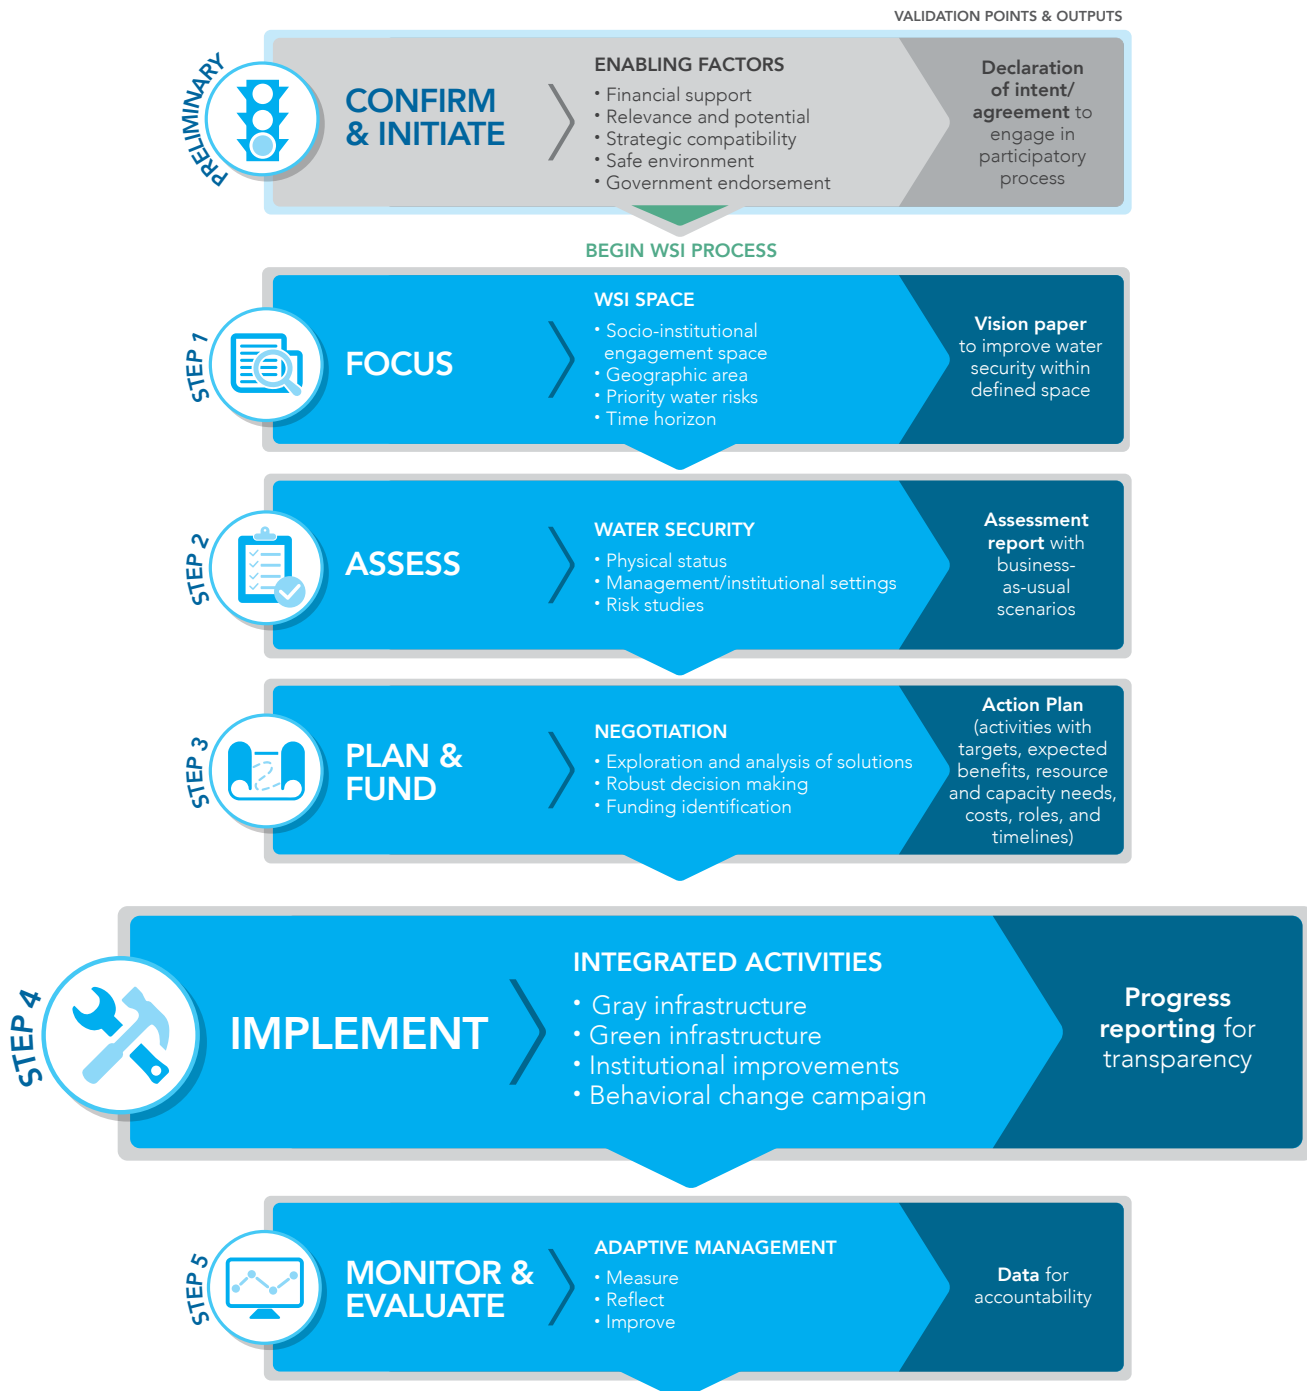 VALIDATION POINTS & OUTPUTS
PRELIMINARY
CONFIRM
& INITIATE
ENABLING FACTORS
• Financial support
• Relevance and potential
• Strategic compatibility
• Safe environment
• Government endorsement
Declaration
of intent/
agreement to
engage in
participatory
process
BEGIN WSI PROCESS
STEP 1
FOCUS
WSI SPACE
• Socio-institutional
engagement space
• Geographic area
• Priority water risks
• Time horizon
Vision paper
to improve water
security within
defined space
STEP 2
ASSESS
WATER SECURITY
• Physical status
• Management/institutional settings
• Risk studies
Assessment
report with
business-
as-usual
scenarios
STEP 3
PLAN &
FUND
NEGOTIATION
• Exploration and analysis of solutions
• Robust decision making
• Funding identification
Action Plan
(activities with
targets, expected
benefits, resource
and capacity needs,
costs, roles, and
timelines)
STEP 4
IMPLEMENT
INTEGRATED ACTIVITIES
• Gray infrastructure
• Green infrastructure
• Institutional improvements
• Behavioral change campaign
Progress
reporting for
transparency
STEP 5
MONITOR &
EVALUATE
ADAPTIVE MANAGEMENT
• Measure
• Reflect
• Improve
Data for
accountability